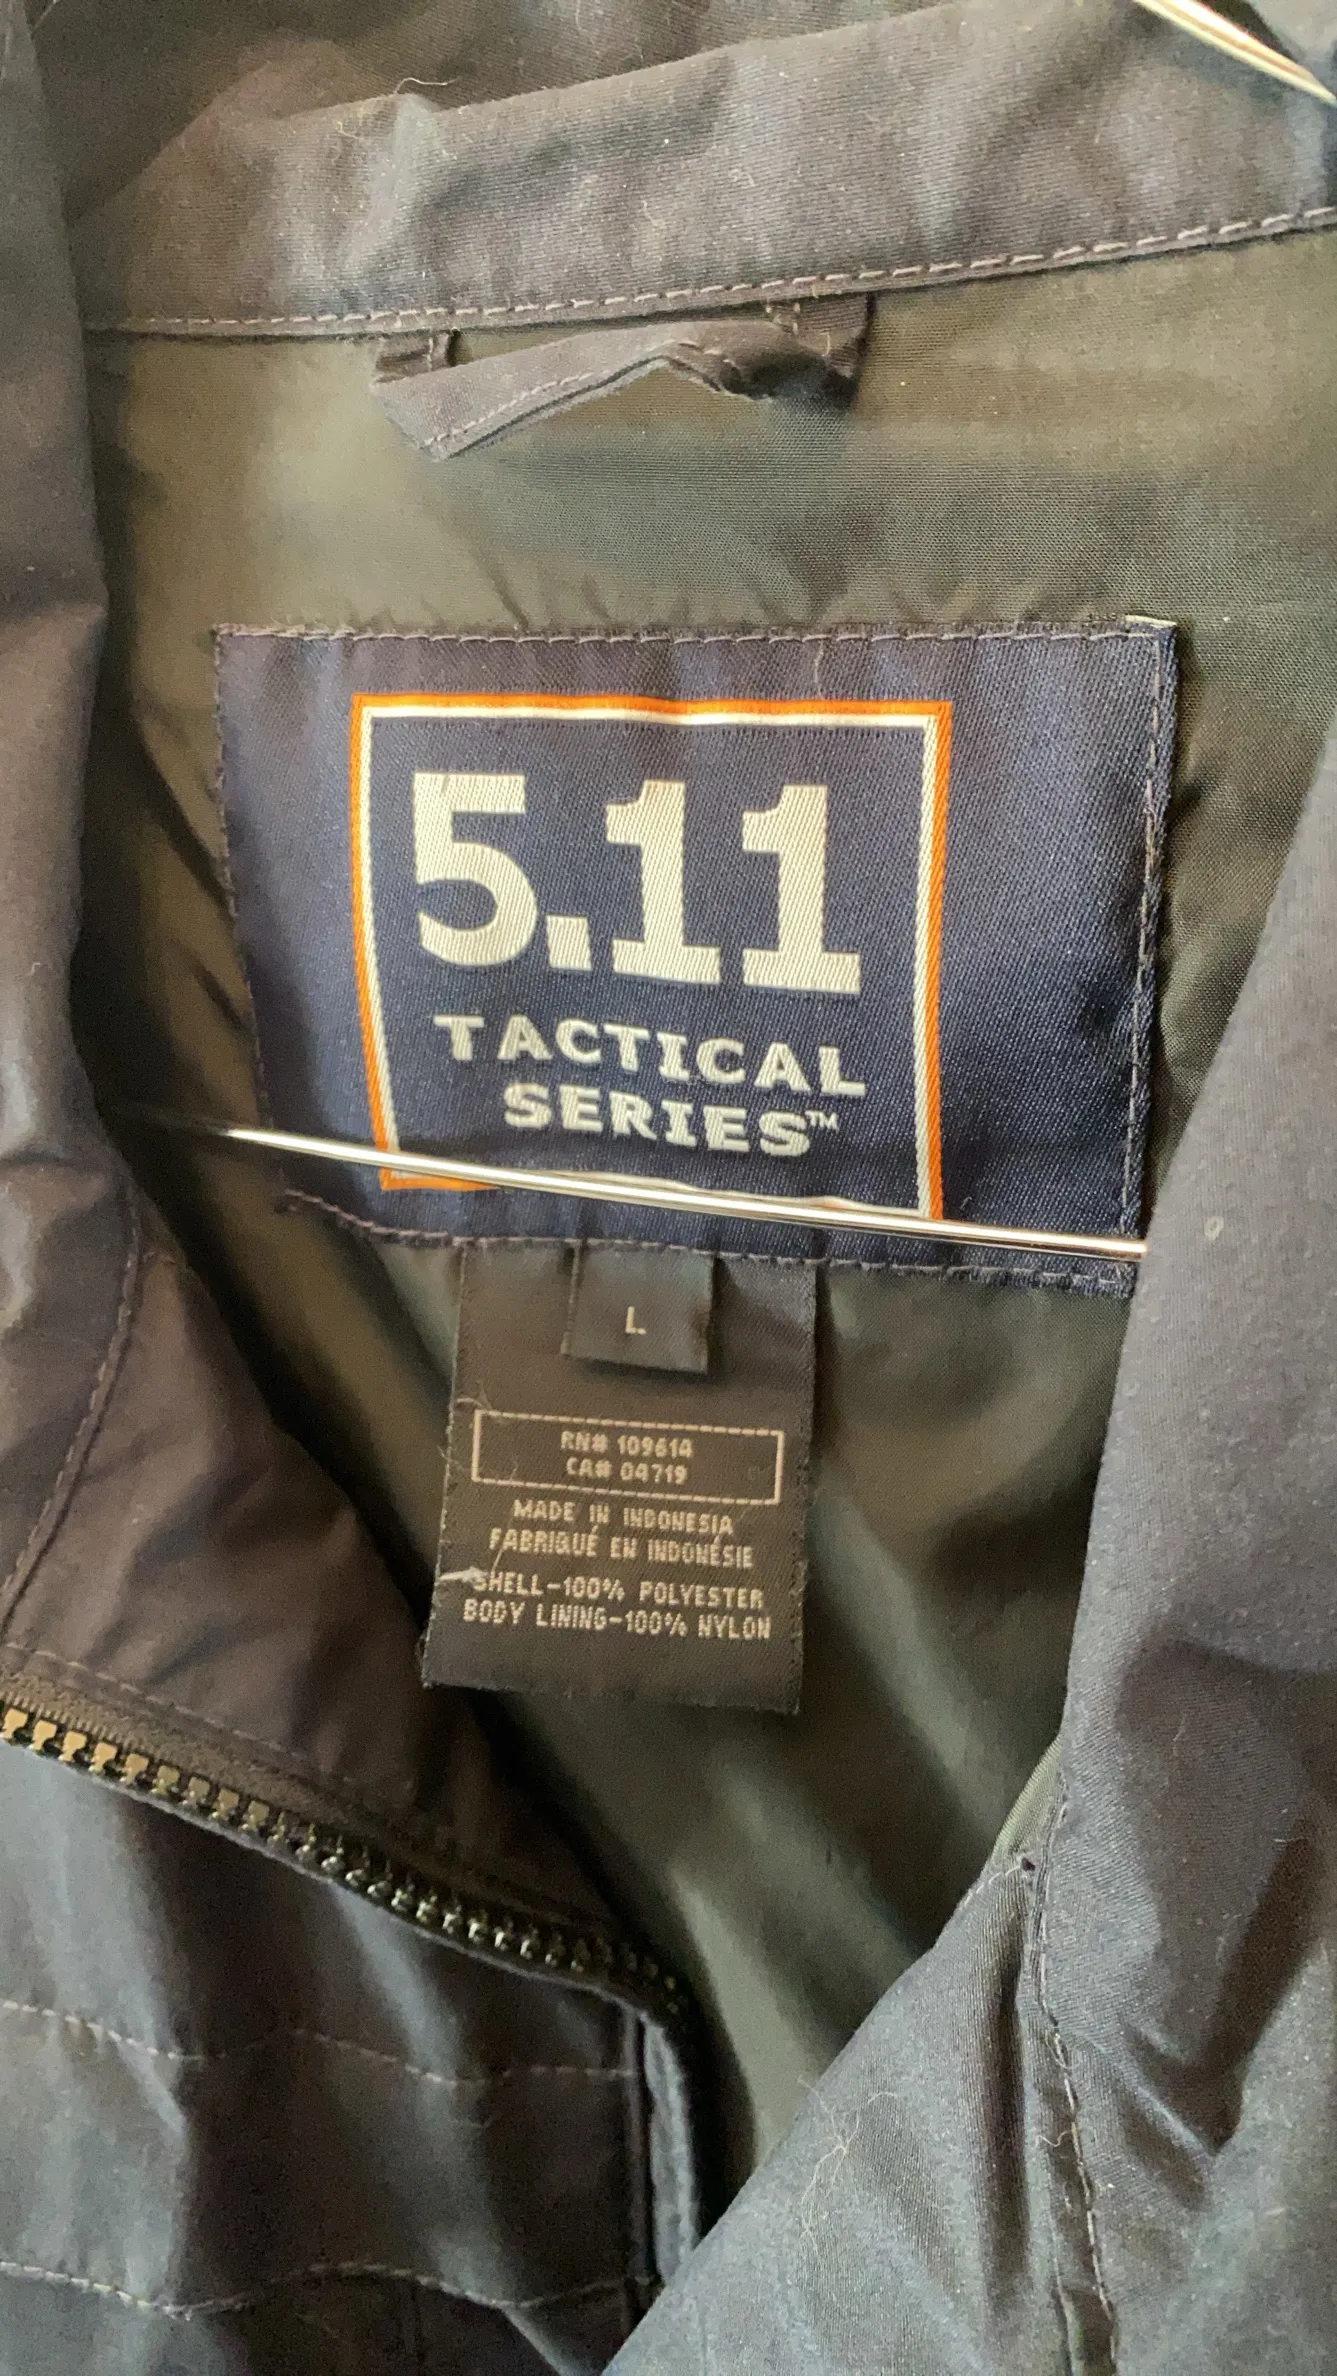 5.11
TACTICAL
SERIES™
L
RN# 109614
CA# 04719
MADE IN INDONESIA
FABRIQUÉ EN INDONÉSIE
SHELL-100% POLYESTER
BODY LINING-100% NYLON